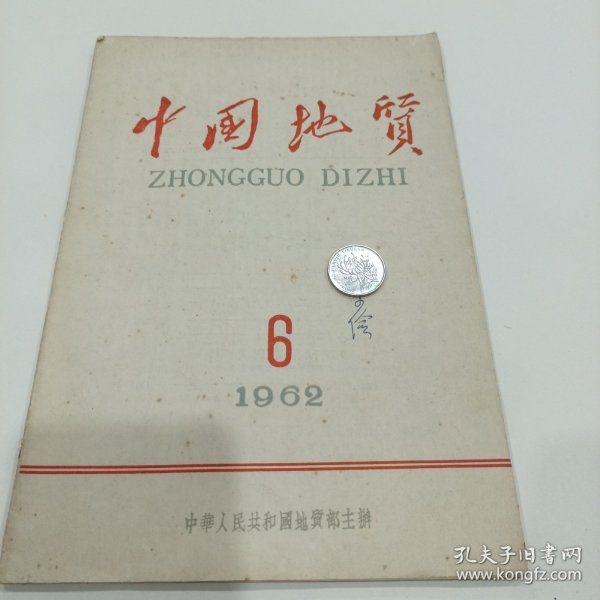 中国地質
ZHONGGUO DIZHI
6
1962
中華人民共和國地質部主辦
孔夫子旧书网
www.kongfz.com